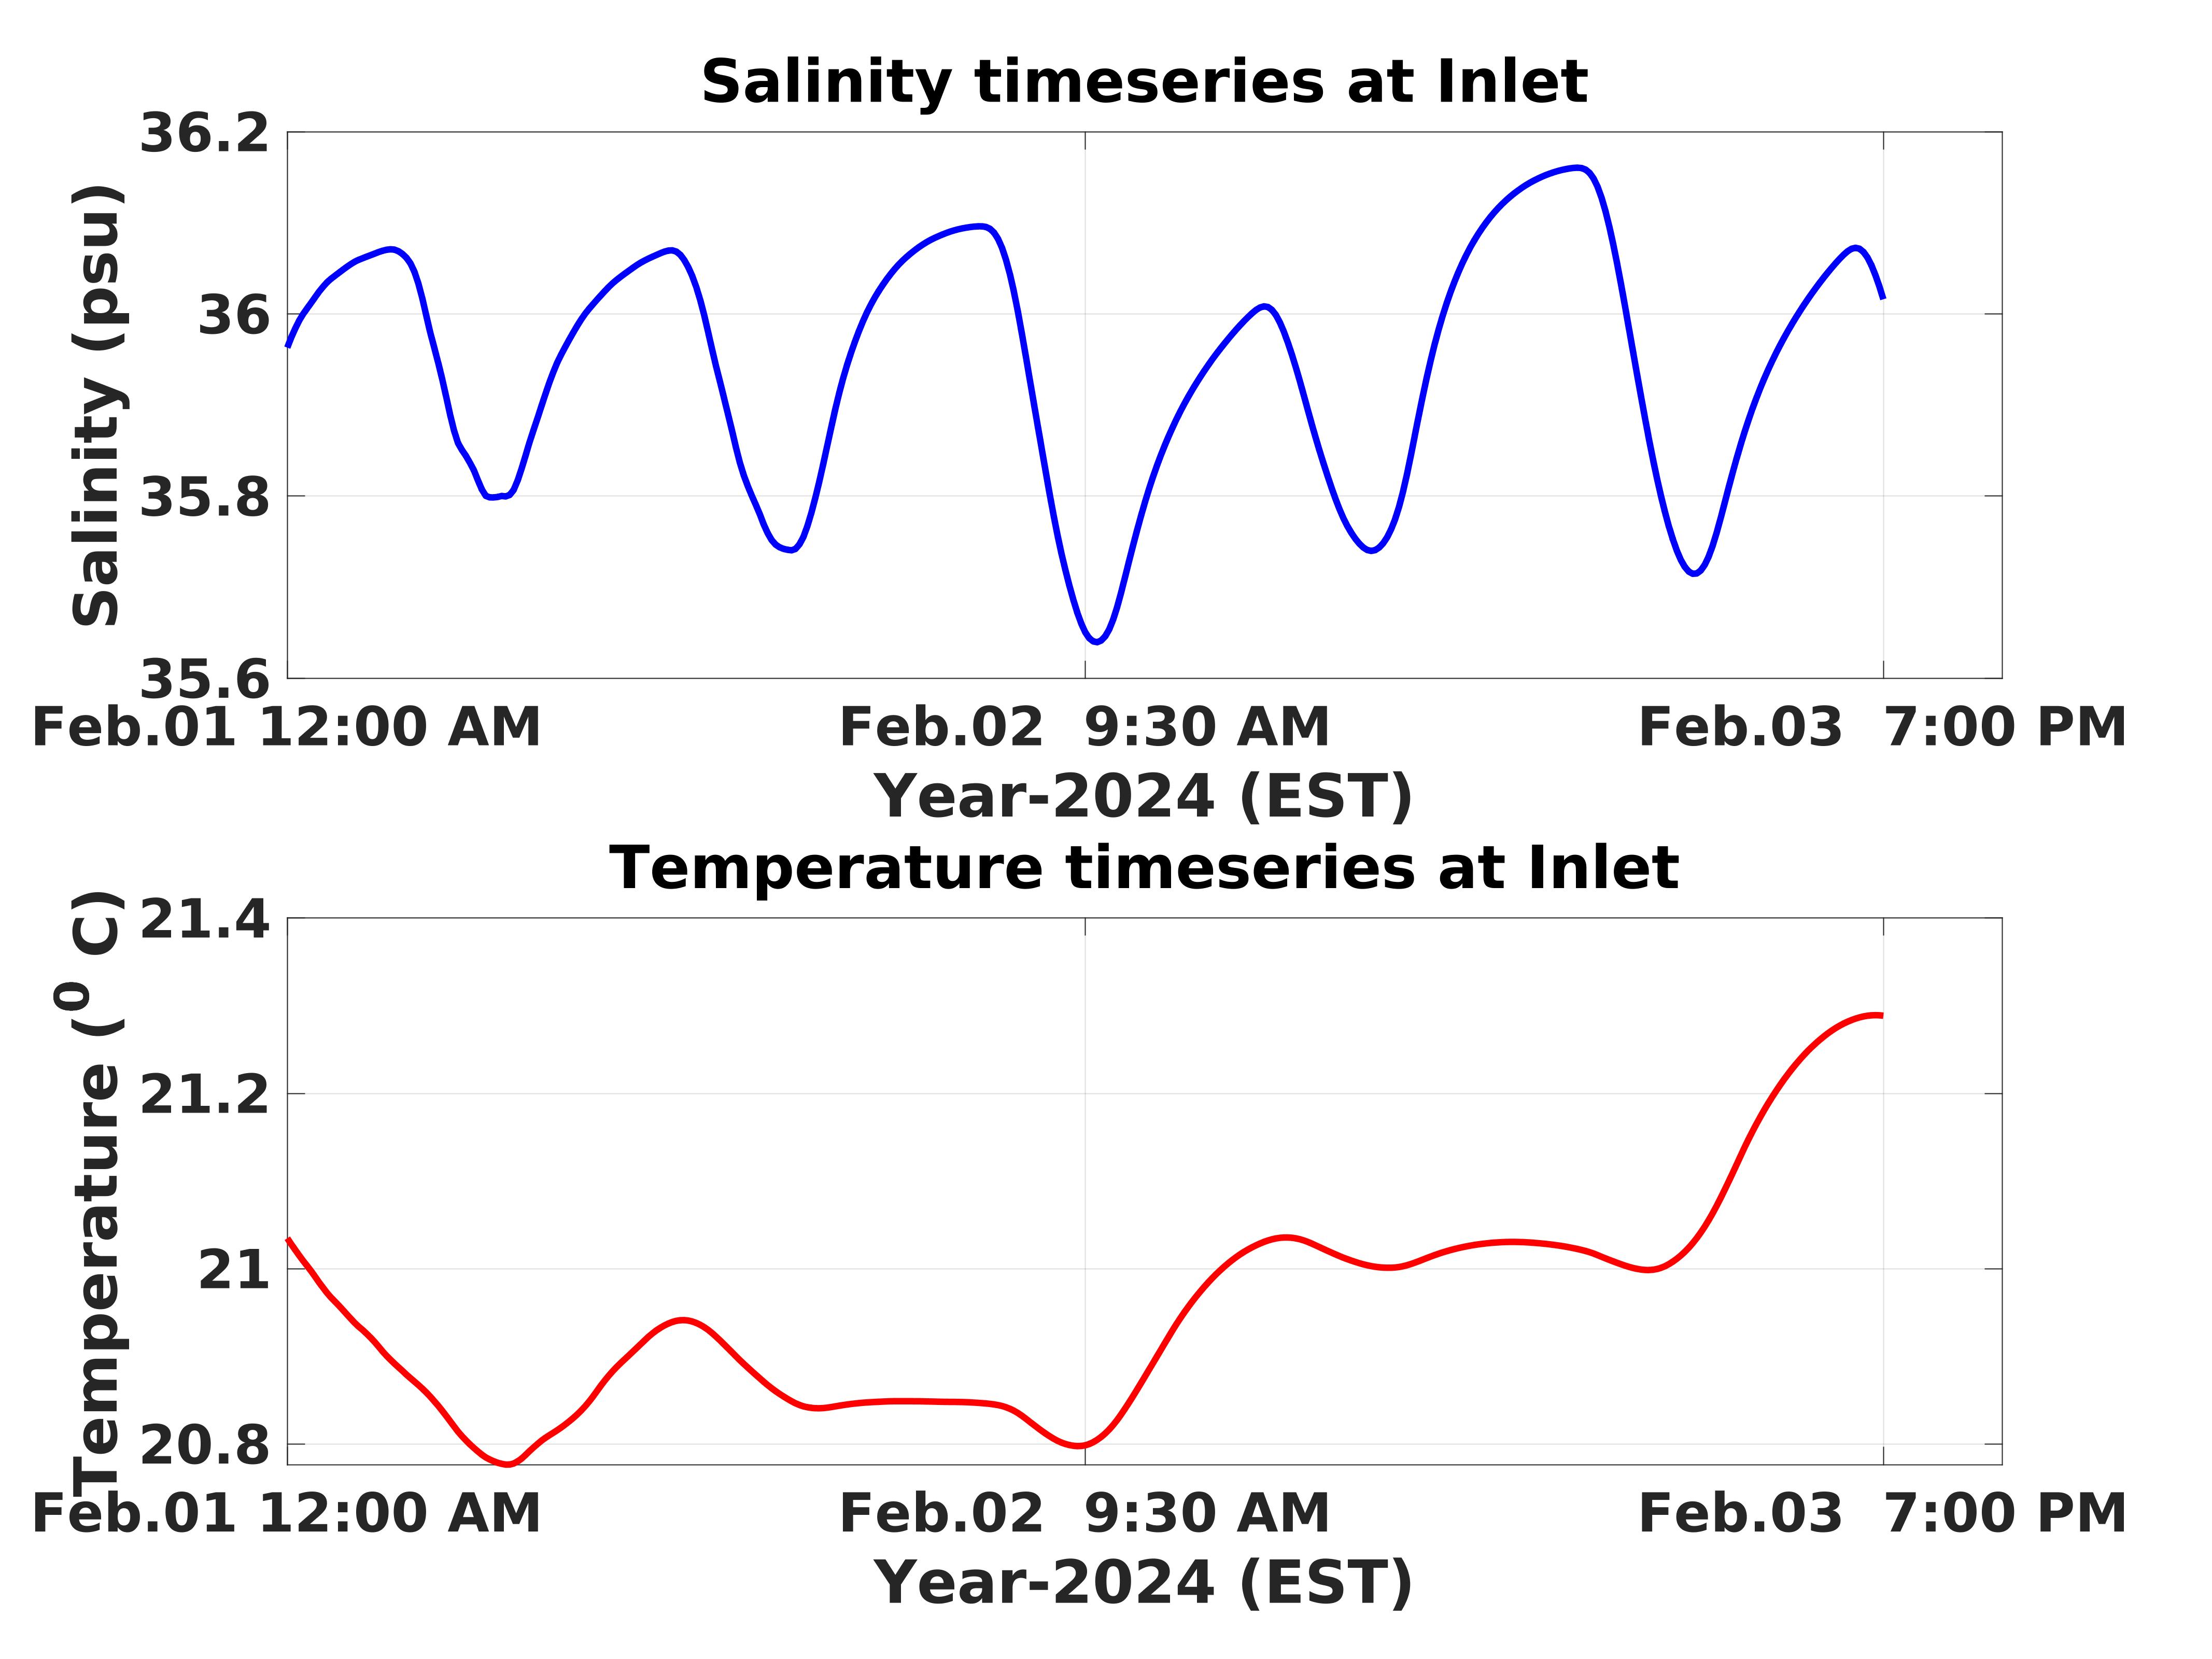 Salinity timeseries at Inlet
Salinity (psu)
36.2
36
35.8
35.6
Feb.01 12:00 AM
Feb.02  9:30 AM
Feb.03  7:00 PM
Year-2024 (EST)
Temperature timeseries at Inlet
Temperature (⁰ C)
21.4
21.2
21
20.8
Feb.01 12:00 AM
Feb.02  9:30 AM
Feb.03  7:00 PM
Year-2024 (EST)